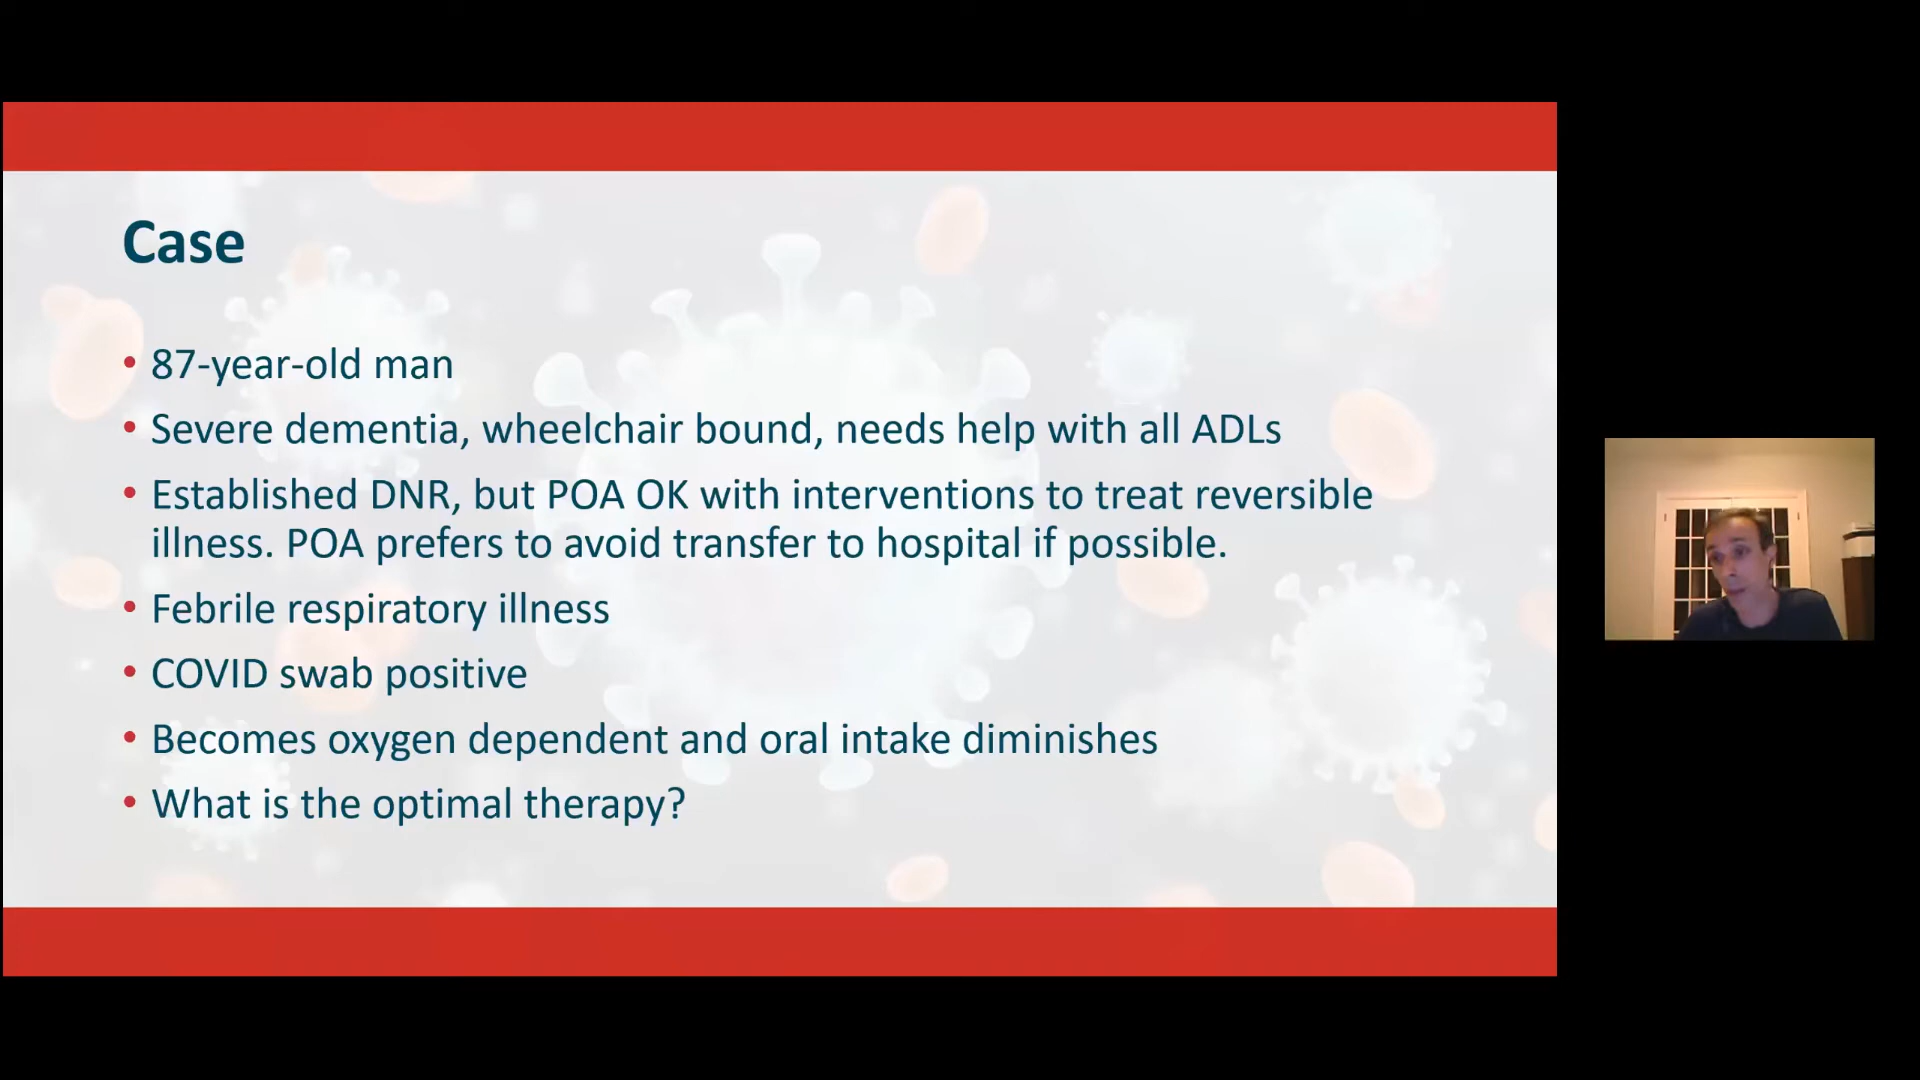 Case
• 87-year-old man
• Severe dementia, wheelchair bound, needs help with all ADLs
• Established DNR, but POA OK with interventions to treat reversible
illness. POA prefers to avoid transfer to hospital if possible.
• Febrile respiratory illness
• COVID swab positive
• Becomes oxygen dependent and oral intake diminishes
• What is the optimal therapy?